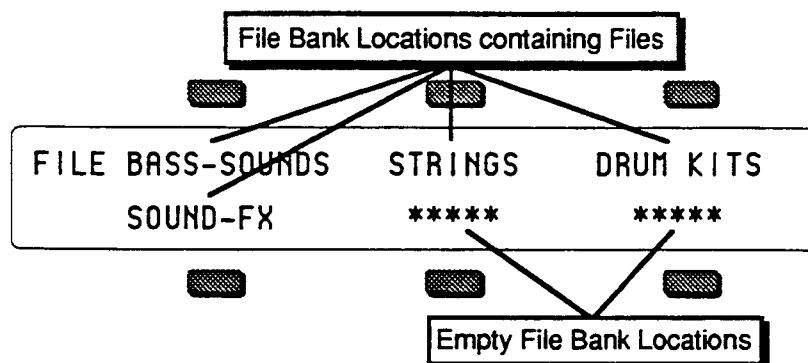 File Bank Locations containing Files
FILE BASS-SOUNDS STRINGS DRUM KITS
SOUND-FX ***** *****
Empty File Bank Locations